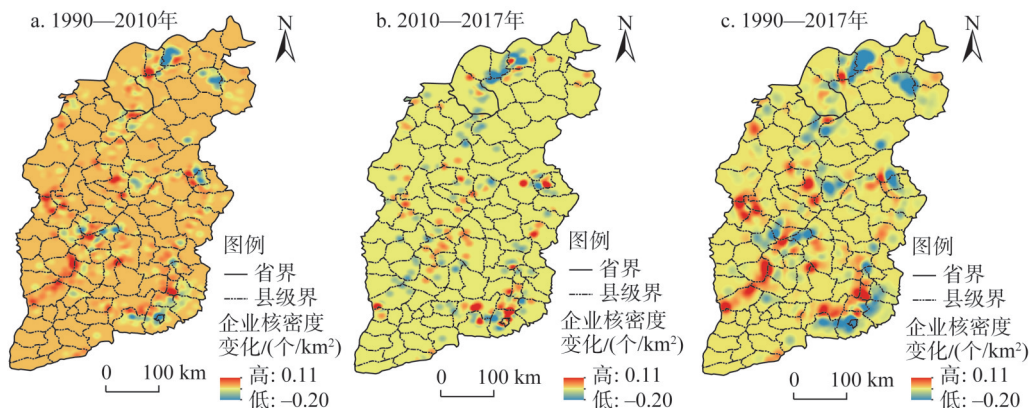 a. 1990—2010年
N
图例
省界
县级界
企业核密度
变化/(个/km²)
高: 0.11
低: –0.20
0 100 km
b. 2010—2017年
N
图例
省界
县级界
企业核密度
变化/(个/km²)
高: 0.11
低: –0.20
0 100 km
c. 1990—2017年
N
图例
省界
县级界
企业核密度
变化/(个/km²)
高: 0.11
低: –0.20
0 100 km